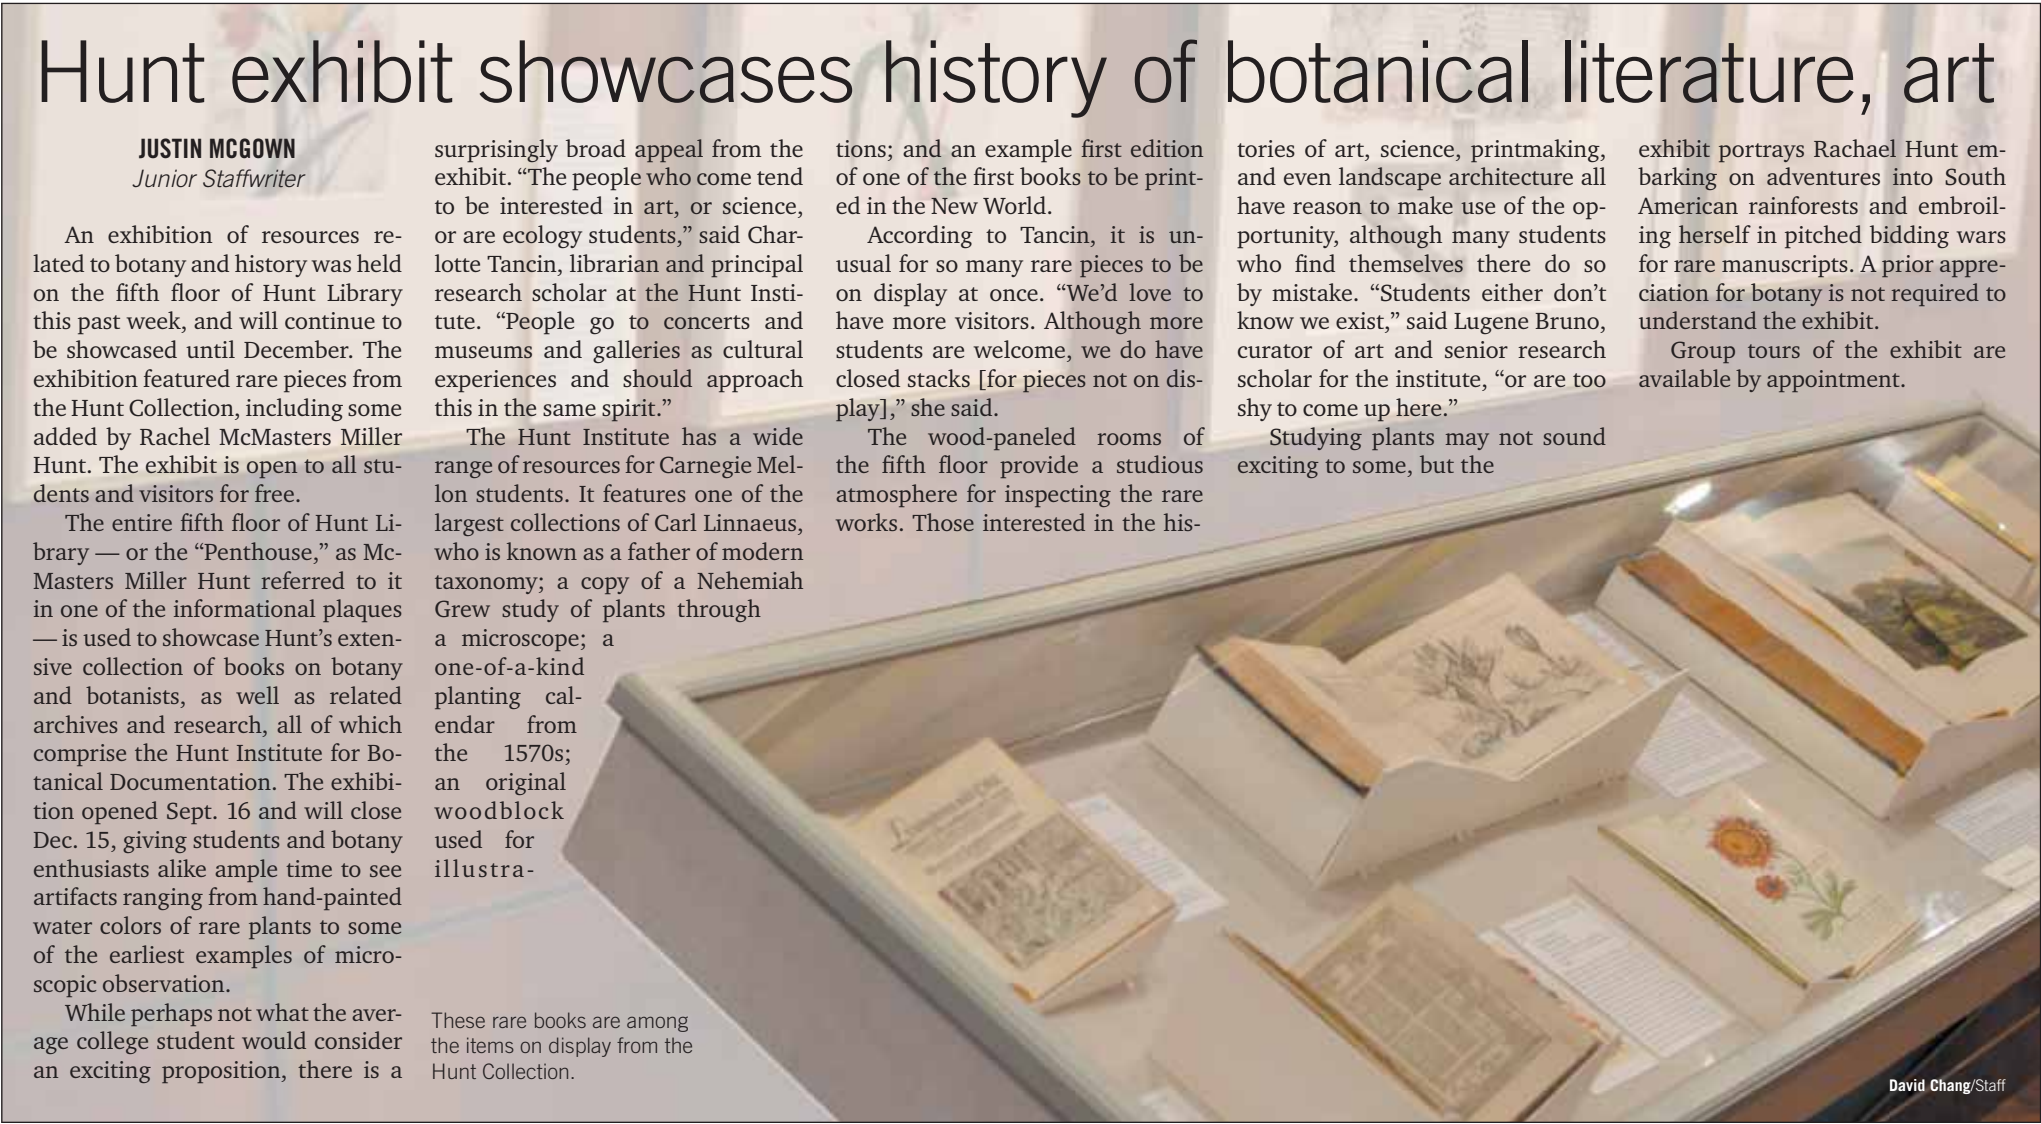 Hunt exhibit showcases history of botanical literature, art
JUSTIN MCGOWN
Junior Staffwriter
An exhibition of resources re-
lated to botany and history was held
on the fifth floor of Hunt Library
this past week, and will continue to
be showcased until December. The
exhibition featured rare pieces from
the Hunt Collection, including some
added by Rachel McMasters Miller
Hunt. The exhibit is open to all stu-
dents and visitors for free.
The entire fifth floor of Hunt Li-
brary — or the “Penthouse,” as Mc-
Masters Miller Hunt referred to it
in one of the informational plaques
— is used to showcase Hunt’s exten-
sive collection of books on botany
and botanists, as well as related
archives and research, all of which
comprise the Hunt Institute for Bo-
tanical Documentation. The exhibi-
tion opened Sept. 16 and will close
Dec. 15, giving students and botany
enthusiasts alike ample time to see
artifacts ranging from hand-painted
water colors of rare plants to some
of the earliest examples of micro-
scopic observation.
While perhaps not what the aver-
age college student would consider
an exciting proposition, there is a
surprisingly broad appeal from the
exhibit. “The people who come tend
to be interested in art, or science,
or are ecology students,” said Char-
lotte Tancin, librarian and principal
research scholar at the Hunt Insti-
tute. “People go to concerts and
museums and galleries as cultural
experiences and should approach
this in the same spirit.”
The Hunt Institute has a wide
range of resources for Carnegie Mel-
lon students. It features one of the
largest collections of Carl Linnaeus,
who is known as a father of modern
taxonomy; a copy of a Nehemiah
Grew study of plants through
a microscope; a
one-of-a-kind
planting cal-
endar from
the 1570s;
an original
woodblock
used for
illustra-
tions; and an example first edition
of one of the first books to be print-
ed in the New World.
According to Tancin, it is un-
usual for so many rare pieces to be
on display at once. “We’d love to
have more visitors. Although more
students are welcome, we do have
closed stacks [for pieces not on dis-
play],” she said.
The wood-paneled rooms of
the fifth floor provide a studious
atmosphere for inspecting the rare
works. Those interested in the his-
tories of art, science, printmaking,
and even landscape architecture all
have reason to make use of the op-
portunity, although many students
who find themselves there do so
by mistake. “Students either don’t
know we exist,” said Lugene Bruno,
curator of art and senior research
scholar for the institute, “or are too
shy to come up here.”
Studying plants may not sound
exciting to some, but the
exhibit portrays Rachael Hunt em-
barking on adventures into South
American rainforests and embroil-
ing herself in pitched bidding wars
for rare manuscripts. A prior appre-
ciation for botany is not required to
understand the exhibit.
Group tours of the exhibit are
available by appointment.
These rare books are among
the items on display from the
Hunt Collection.
David Chang/Staff